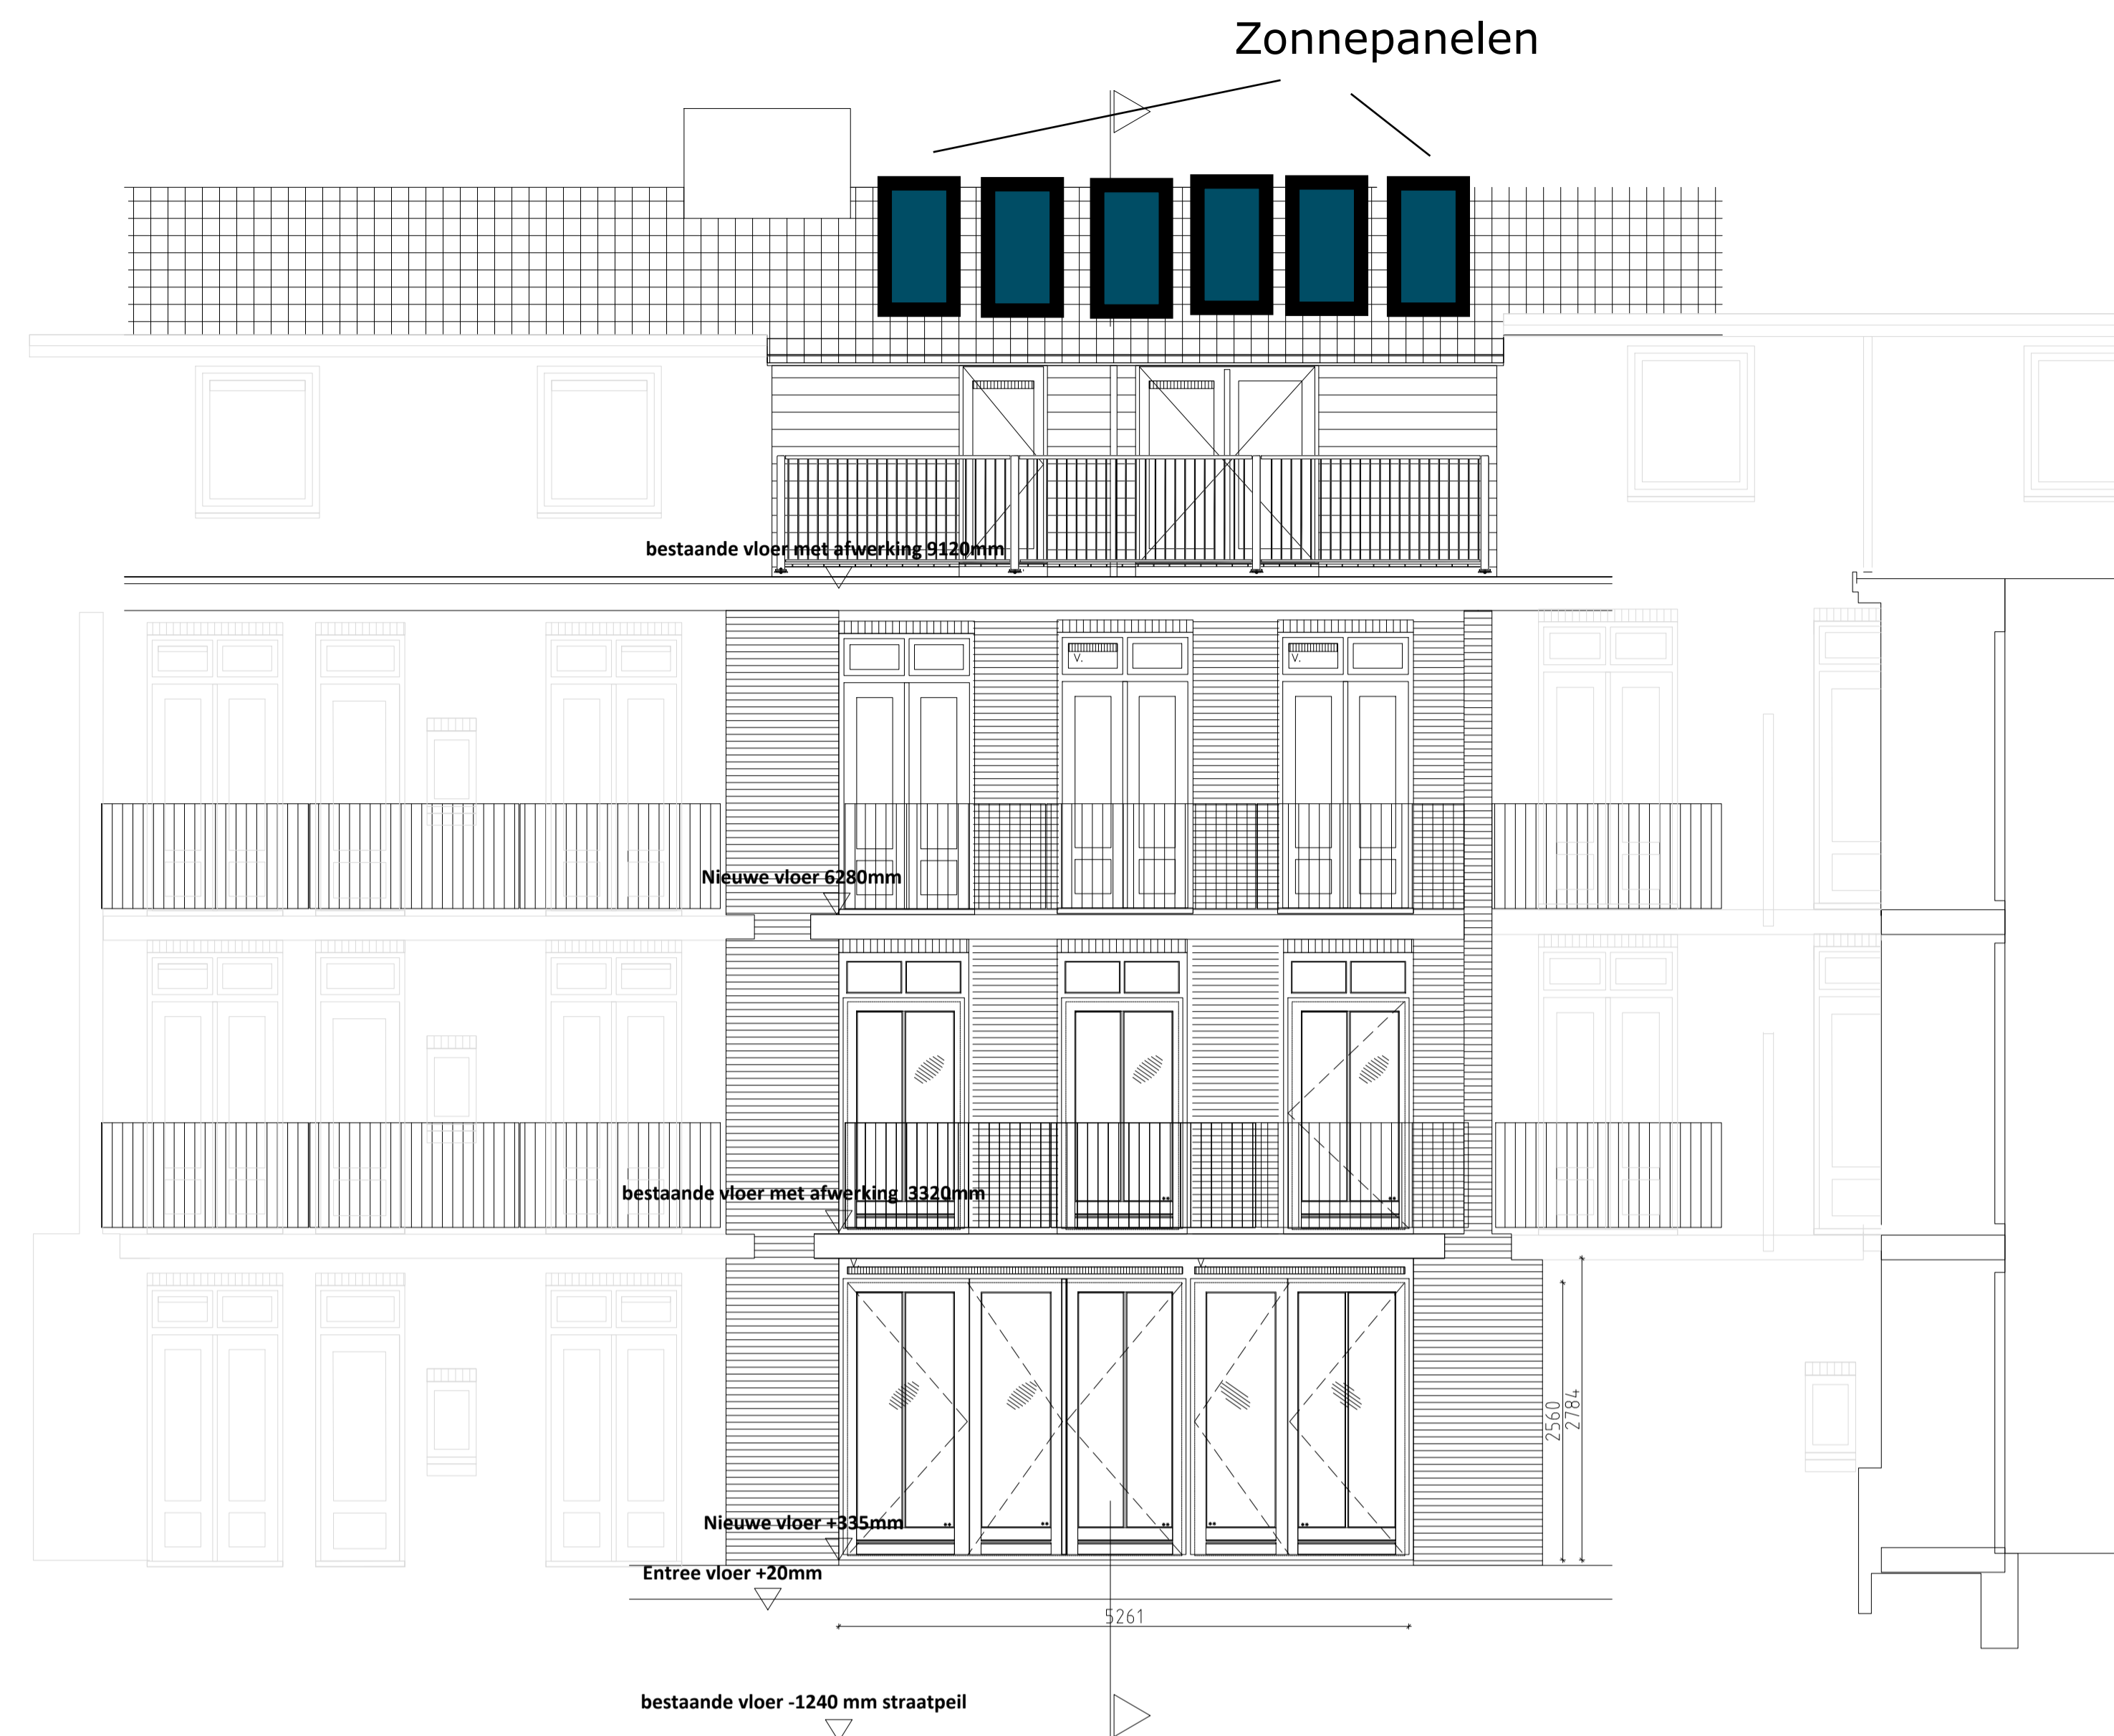 Zonnepanelen
bestaande vloer met afwerking 9120mm
V.
V.
Nieuwe vloer 6280mm
bestaande vloer met afwerking 3320mm
V
V
2560
2784
Nieuwe vloer +335mm
Entree vloer +20mm
5261
bestaande vloer -1240 mm straatpeil